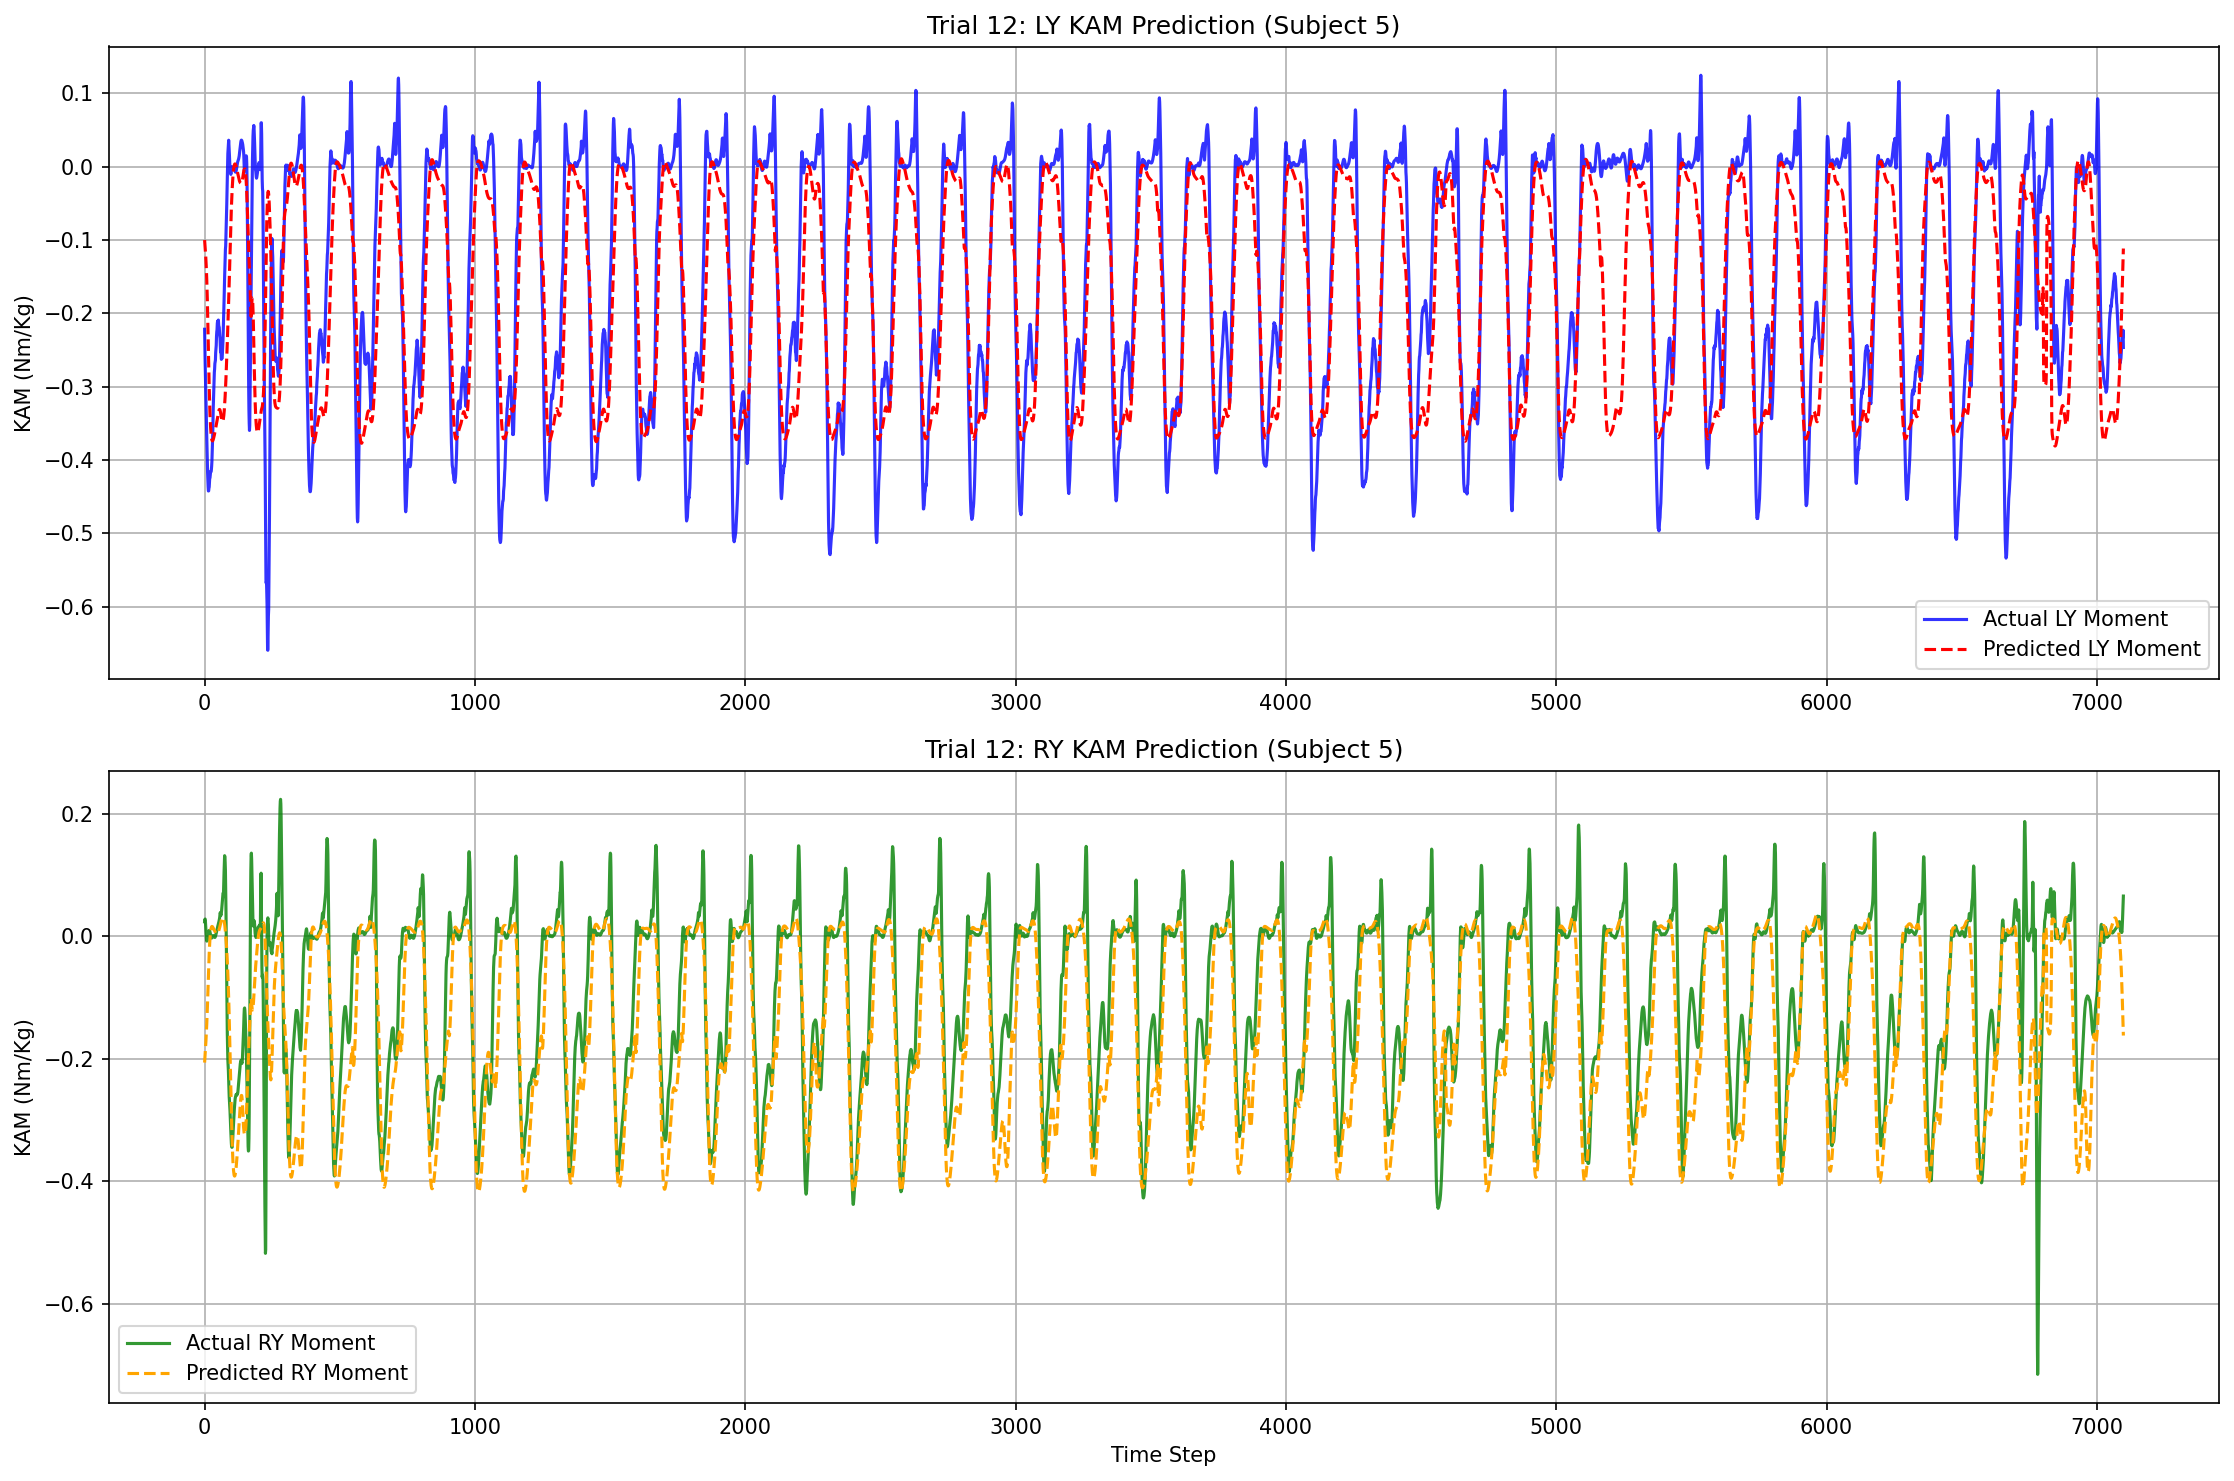 Trial 12: LY KAM Prediction (Subject 5)
KAM (Nm/Kg)
0.1
0.0
−0.1
−0.2
−0.3
−0.4
−0.5
−0.6
Actual LY Moment
Predicted LY Moment
0 1000 2000 3000 4000 5000 6000 7000
Trial 12: RY KAM Prediction (Subject 5)
KAM (Nm/Kg)
0.2
0.0
−0.2
−0.4
−0.6
Actual RY Moment
Predicted RY Moment
0 1000 2000 3000 4000 5000 6000 7000
Time Step